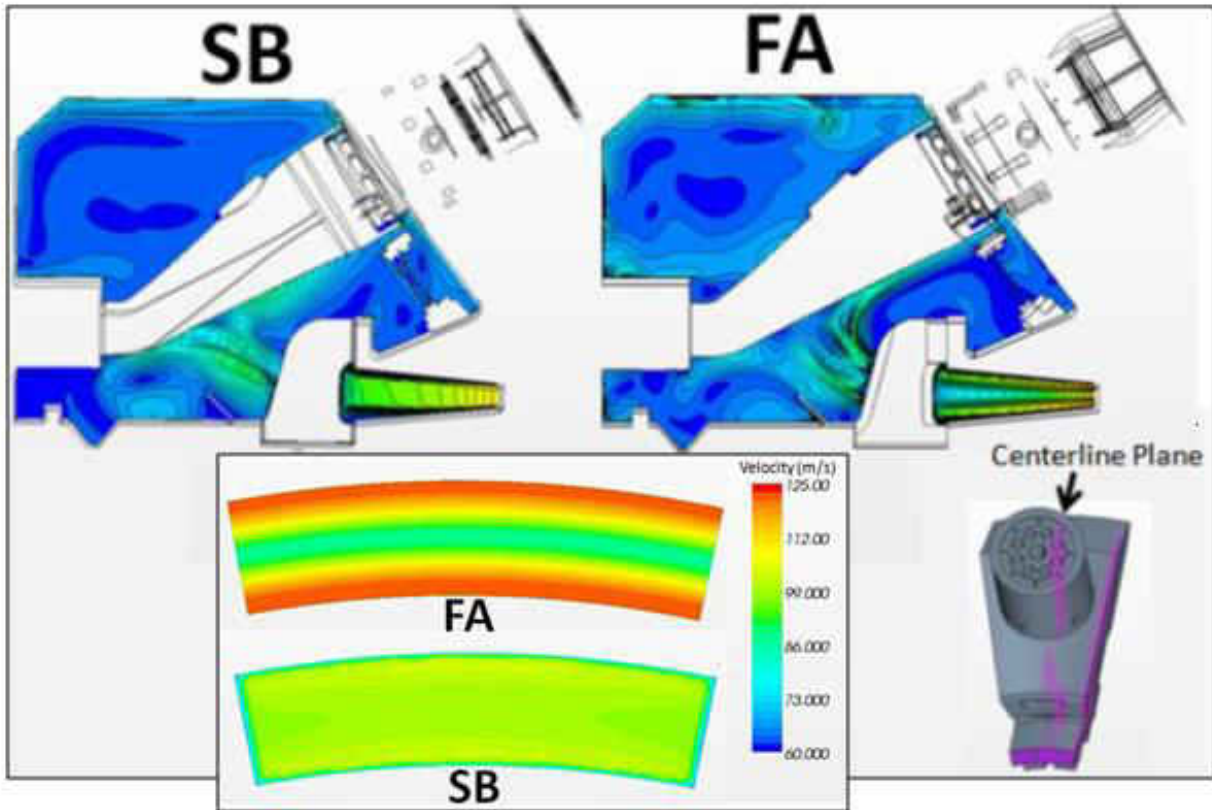 SB
FA
Centerline Plane
Velocity (m/s)
125.00
112.00
99.000
86.000
73.000
60.000
FA
SB